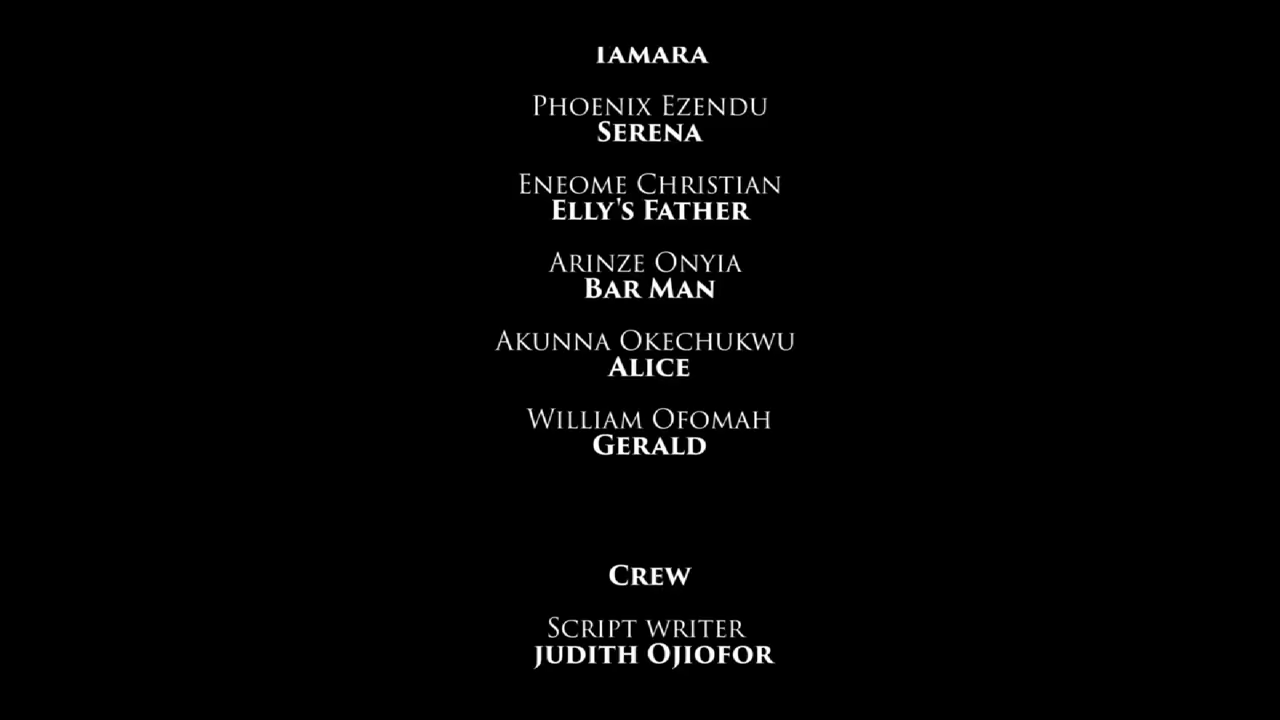 Phoenix Ezendu
Serena
Eneome Christian
Elly's Father
Arinze Onyia
Bar Man
Akunna Okechukwu
Alice
William Ofomah
Gerald
Crew
Script writer
judith Ojiofor